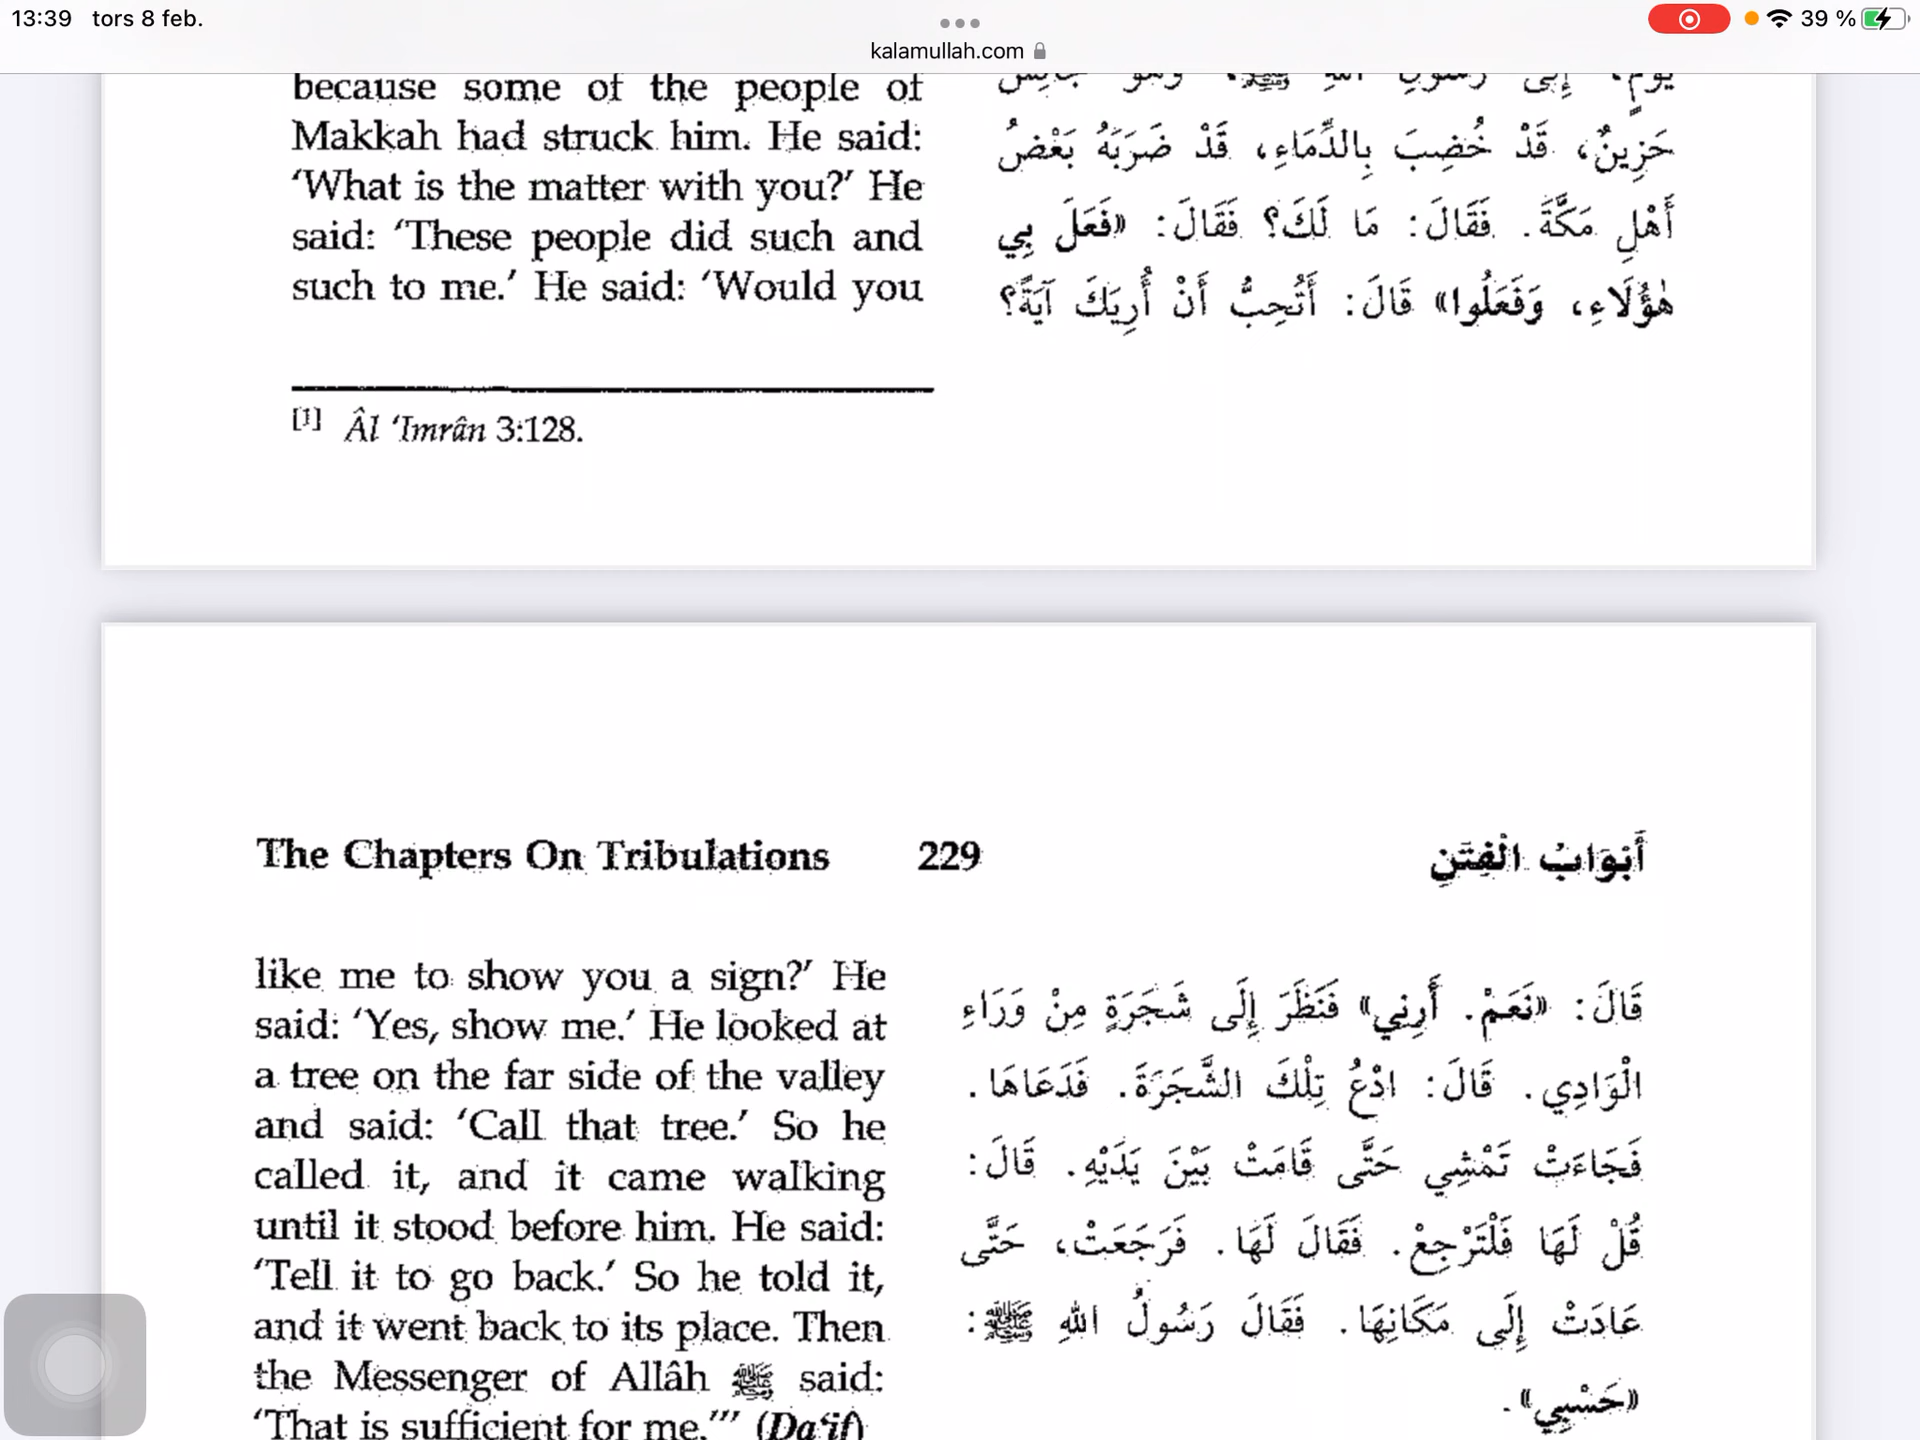 13:39 tors 8 feb.
39 %
kalamullah.com
because some of the people of
Makkah had struck him. He said:
‘What is the matter with you?’ He
said: ‘These people did such and
such to me.’ He said: ‘Would you
يَوْمٍ، إِلَى رَسُولِ اللهِ ﷺ، وَهُوَ جَالِسٌ
حَزِينٌ، قَدْ خُضِبَ بِالدِّمَاءِ، قَدْ ضَرَبَهُ بَعْضُ
أَهْلِ مَكَّةَ. فَقَالَ: مَا لَكَ؟ فَقَالَ: «فَعَلَ بِي
هٰؤُلَاءِ، وَفَعَلُوا» قَالَ: أَتُحِبُّ أَنْ أُرِيَكَ آيَةً؟
[1] Âl ‘Imrân 3:128.
The Chapters On Tribulations 229 أَبْوَابُ الْفِتَنِ
like me to show you a sign?’ He
said: ‘Yes, show me.’ He looked at
a tree on the far side of the valley
and said: ‘Call that tree.’ So he
called it, and it came walking
until it stood before him. He said:
‘Tell it to go back.’ So he told it,
and it went back to its place. Then
the Messenger of Allâh ﷺ said:
‘That is sufficient for me.’” (Da‘if)
قَالَ: «نَعَمْ. أَرِنِي» فَنَظَرَ إِلَى شَجَرَةٍ مِنْ وَرَاءِ
الْوَادِي. قَالَ: ادْعُ تِلْكَ الشَّجَرَةَ. فَدَعَاهَا.
فَجَاءَتْ تَمْشِي حَتَّى قَامَتْ بَيْنَ يَدَيْهِ. قَالَ:
قُلْ لَهَا فَلْتَرْجِعْ. فَقَالَ لَهَا. فَرَجَعَتْ، حَتَّى
عَادَتْ إِلَى مَكَانِهَا. فَقَالَ رَسُولُ اللهِ ﷺ:
«حَسْبِي».